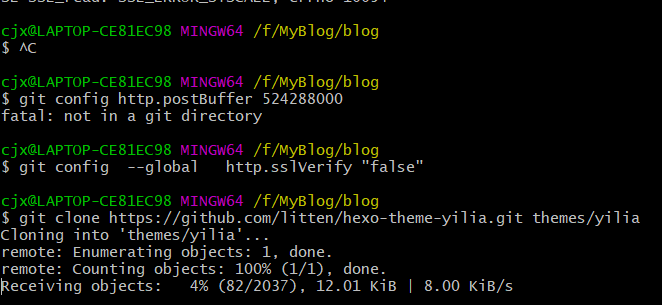 cjx@LAPTOP-CE81EC98 MINGW64 /f/MyBlog/blog
$ ^C
cjx@LAPTOP-CE81EC98 MINGW64 /f/MyBlog/blog
$ git config http.postBuffer 524288000
fatal: not in a git directory
cjx@LAPTOP-CE81EC98 MINGW64 /f/MyBlog/blog
$ git config  --global   http.sslVerify "false"
cjx@LAPTOP-CE81EC98 MINGW64 /f/MyBlog/blog
$ git clone https://github.com/litten/hexo-theme-yilia.git themes/yilia
Cloning into 'themes/yilia'...
remote: Enumerating objects: 1, done.
remote: Counting objects: 100% (1/1), done.
Receiving objects:   4% (82/2037), 12.01 KiB | 8.00 KiB/s